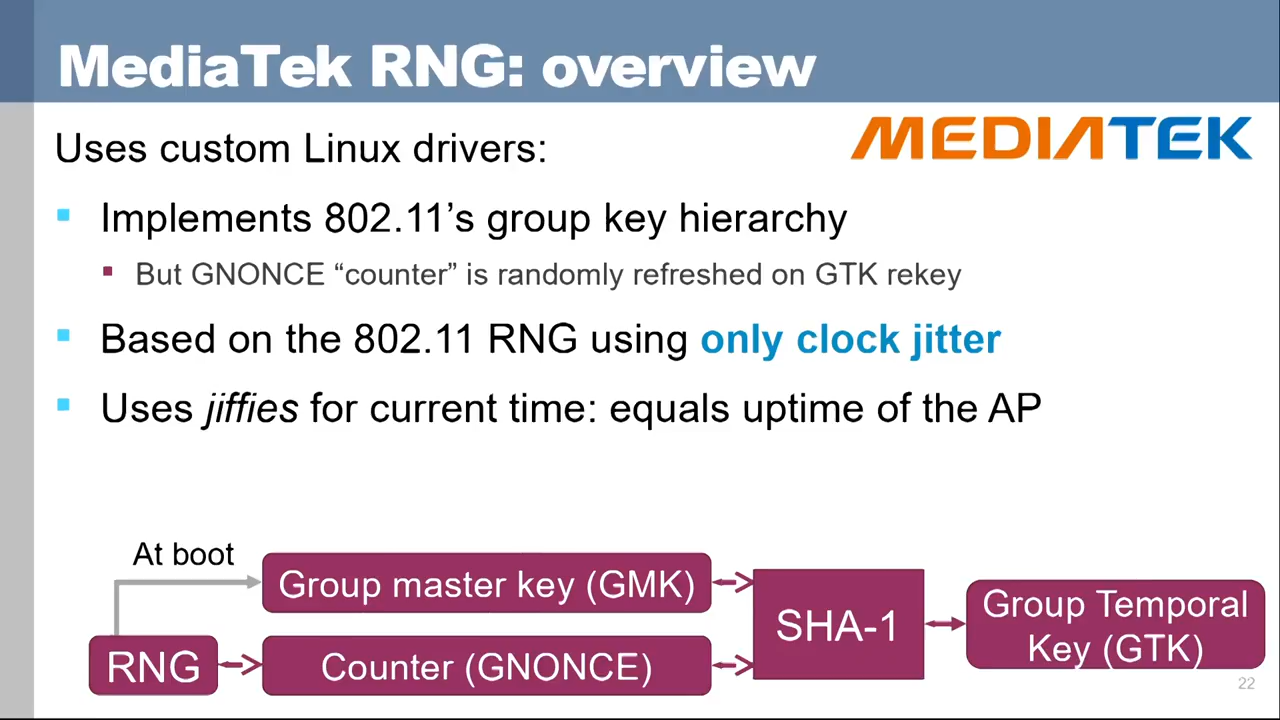 MediaTek RNG: overview
MEDIATEK
Uses custom Linux drivers:
Implements 802.11’s group key hierarchy
But GNONCE “counter” is randomly refreshed on GTK rekey
Based on the 802.11 RNG using only clock jitter
Uses jiffies for current time: equals uptime of the AP
At boot
Group master key (GMK)
RNG
Counter (GNONCE)
SHA-1
Group Temporal
Key (GTK)
22